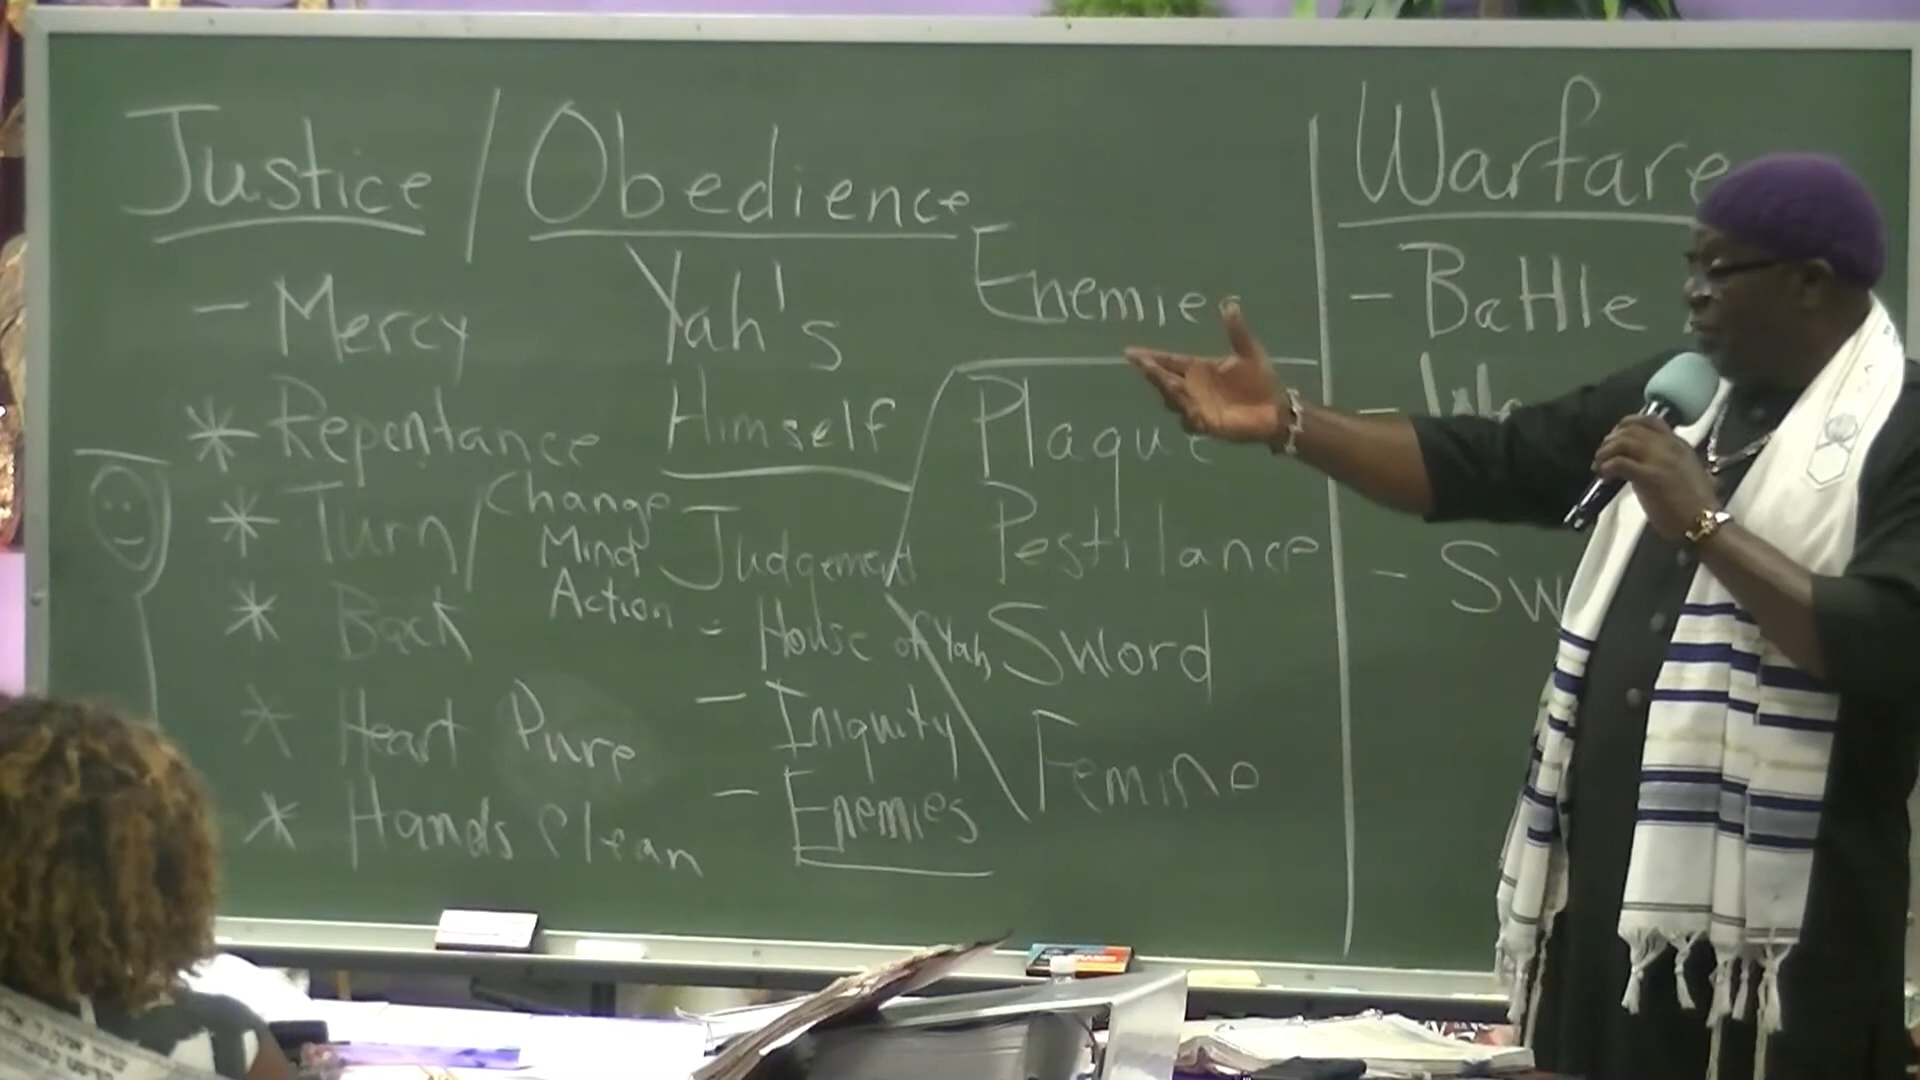 Justice / Obedience
- Mercy
* Repentance
* Turn / Change Mind Action
* Back
* Heart Pure
* Hands Clean
Yah's
Himself
Judgement
- House of Yah
- Iniquity
- Enemies
Enemies
Plaque
Pestilance
Sword
Femine
Warfare
- Battle
-
- Sw